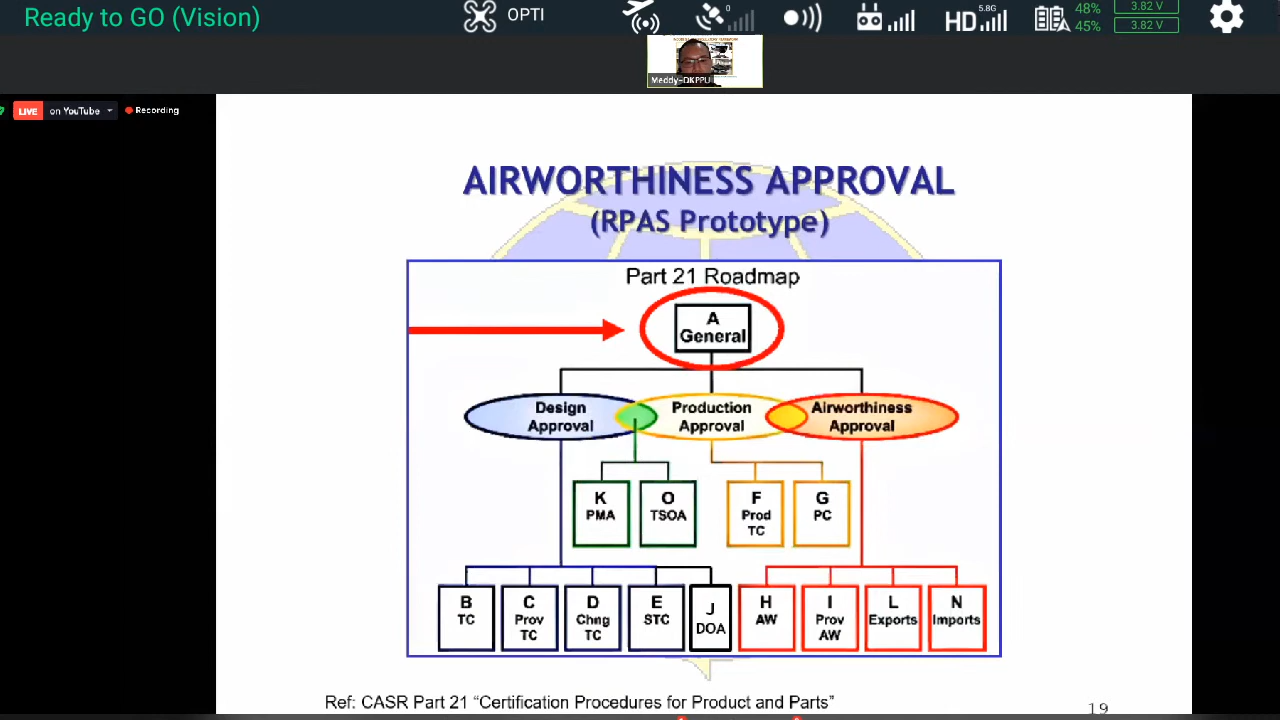 Ready to GO (Vision)
OPTI
0
HD
5.8G
48%
45%
3.82 V
3.82 V
Meddy-DKPPU
LIVE on YouTube
Recording
AIRWORTHINESS APPROVAL
(RPAS Prototype)
Part 21 Roadmap
A
General
Design
Approval
Production
Approval
Airworthiness
Approval
K
PMA
O
TSOA
F
Prod
TC
G
PC
B
TC
C
Prov
TC
D
Chng
TC
E
STC
J
DOA
H
AW
I
Prov
AW
L
Exports
N
Imports
Ref: CASR Part 21 “Certification Procedures for Product and Parts”
19